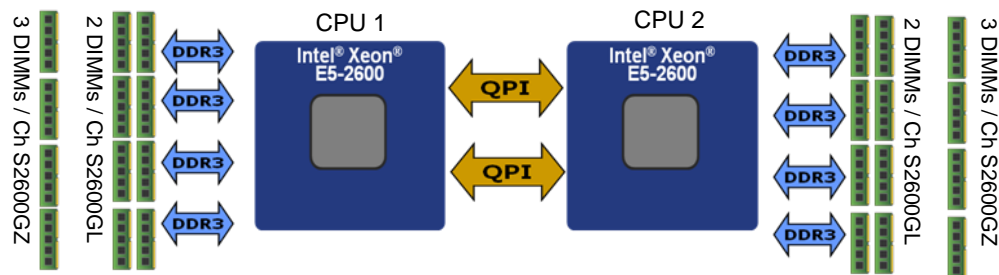 3 DIMMs / Ch S2600GZ
2 DIMMs / Ch S2600GL
DDR3
DDR3
DDR3
DDR3
CPU 1
Intel® Xeon®
E5-2600
QPI
QPI
CPU 2
Intel® Xeon®
E5-2600
DDR3
DDR3
DDR3
DDR3
2 DIMMs / Ch S2600GL
3 DIMMs / Ch S2600GZ